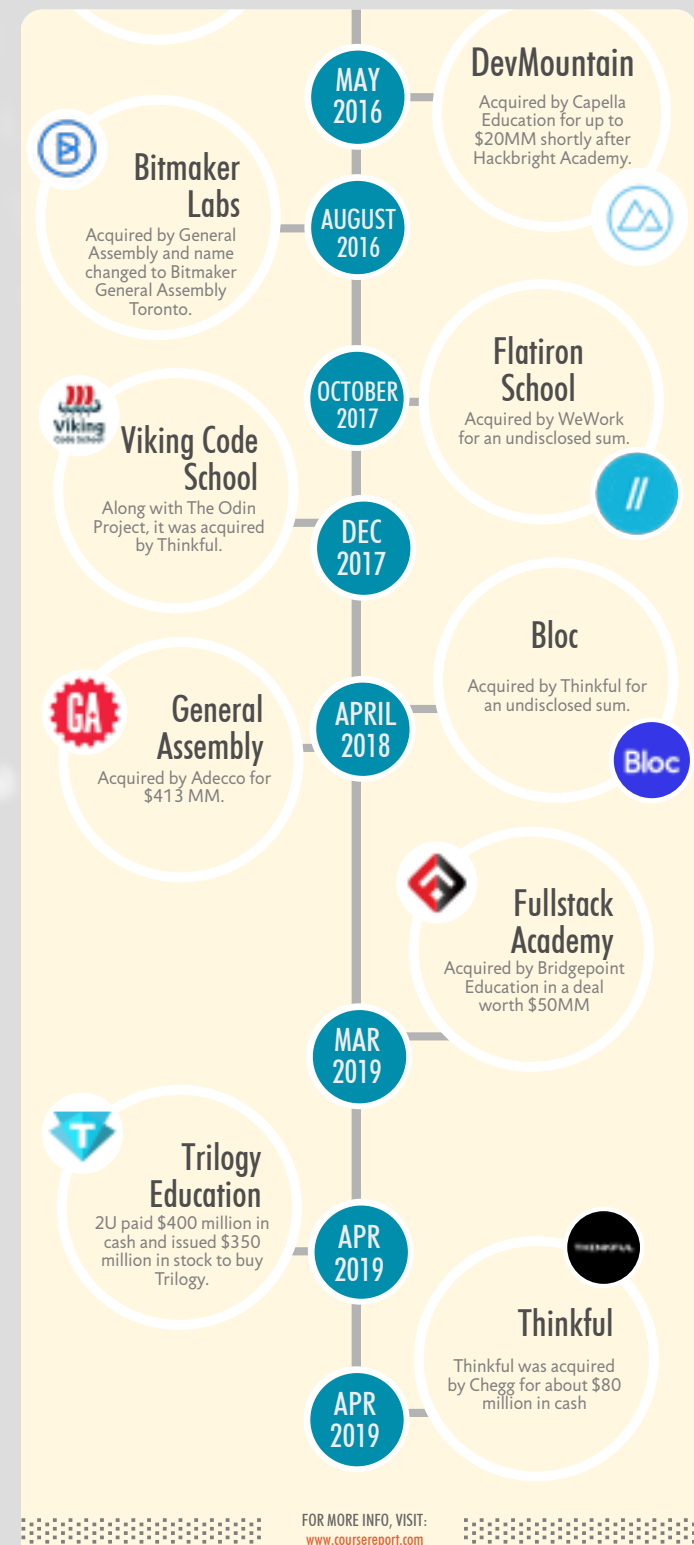 MAY
2016
DevMountain
Acquired by Capella
Education for up to
$20MM shortly after
Hackbright Academy.
B
Bitmaker
Labs
Acquired by General
Assembly and name
changed to Bitmaker
General Assembly
Toronto.
AUGUST
2016
OCTOBER
2017
Flatiron
School
Acquired by WeWork
for an undisclosed sum.
//
Viking
Code School
Viking Code
School
Along with The Odin
Project, it was acquired
by Thinkful.
DEC
2017
Bloc
Acquired by Thinkful for
an undisclosed sum.
Bloc
GA
General
Assembly
Acquired by Adecco for
$413 MM.
APRIL
2018
Fullstack
Academy
Acquired by Bridgepoint
Education in a deal
worth $50MM
MAR
2019
T
Trilogy
Education
2U paid $400 million in
cash and issued $350
million in stock to buy
Trilogy.
APR
2019
THINKFUL
Thinkful
Thinkful was acquired
by Chegg for about $80
million in cash
APR
2019
FOR MORE INFO, VISIT:
www.coursereport.com